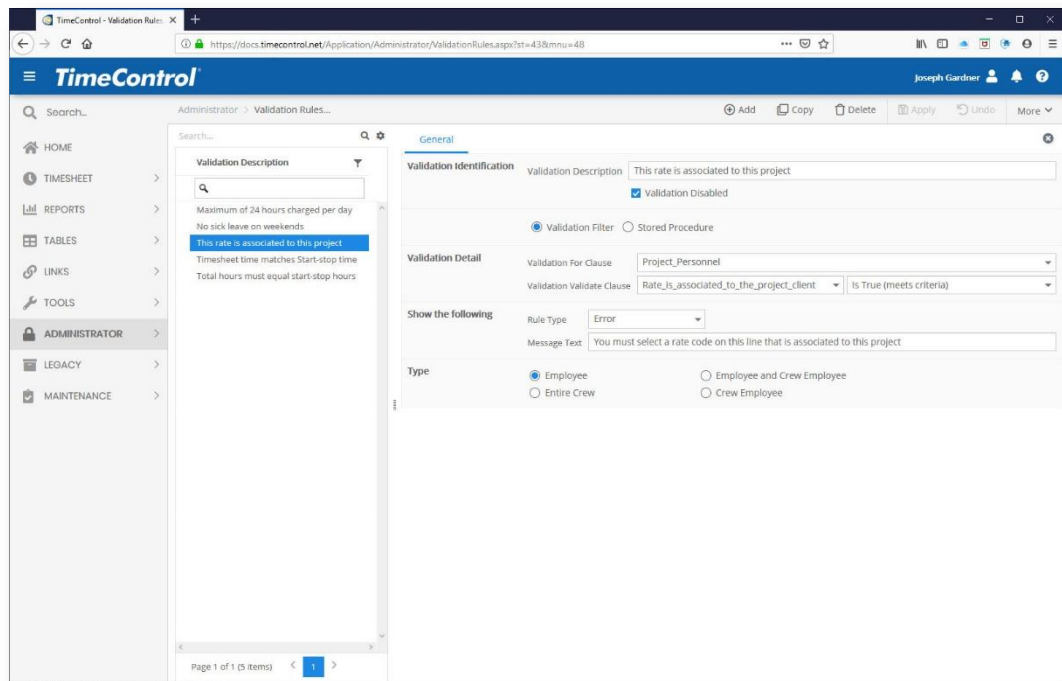 TimeControl - Validation Rules
https://docs.timecontrol.net/Application/Administrator/ValidationRules.aspx?st=43&mnu=48
TimeControl
Joseph Gardner
Search...
Administrator > Validation Rules...
Add Copy Delete Apply Undo More
HOME
TIMESHEET
REPORTS
TABLES
LINKS
TOOLS
ADMINISTRATOR
LEGACY
MAINTENANCE
Search...
Validation Description
Maximum of 24 hours charged per day
No sick leave on weekends
This rate is associated to this project
Timesheet time matches Start-stop time
Total hours must equal start-stop hours
Page 1 of 1 (5 items) < 1 >
General
Validation Identification
Validation Description This rate is associated to this project
Validation Disabled
Validation Filter Stored Procedure
Validation Detail
Validation For Clause Project_Personnel
Validation Validate Clause Rate_is_associated_to_the_project_client Is True (meets criteria)
Show the following
Rule Type Error
Message Text You must select a rate code on this line that is associated to this project
Type
Employee Employee and Crew Employee
Entire Crew Crew Employee